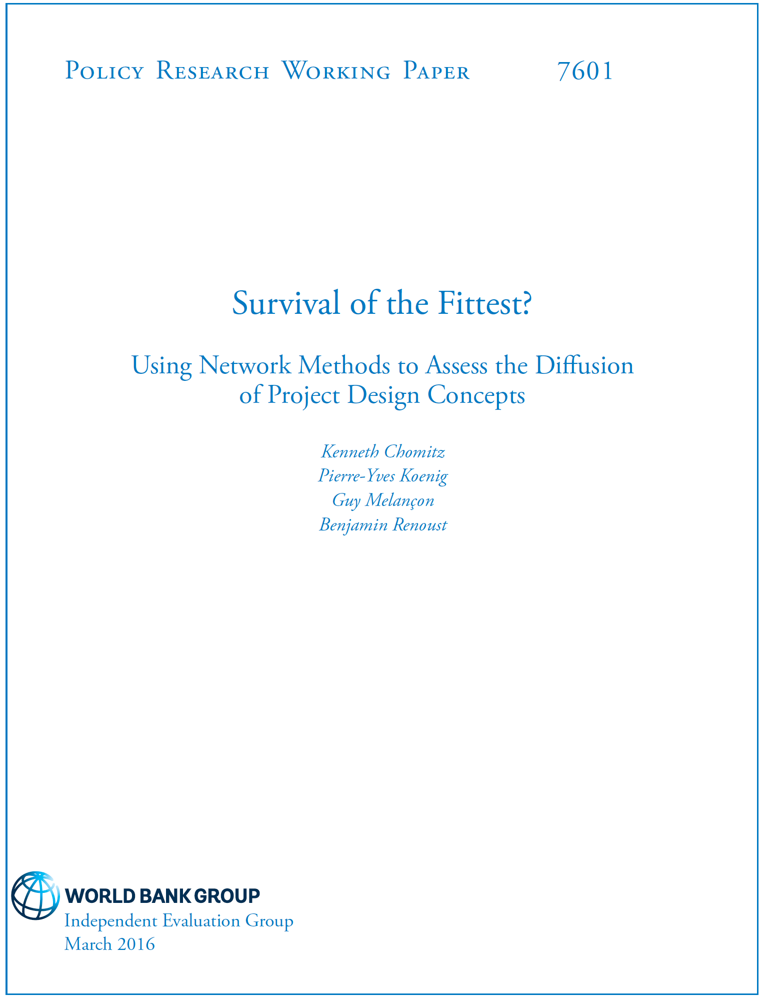 Policy Research Working Paper 7601
Survival of the Fittest?
Using Network Methods to Assess the Diffusion
of Project Design Concepts
Kenneth Chomitz
Pierre-Yves Koenig
Guy Melançon
Benjamin Renoust
WORLD BANK GROUP
Independent Evaluation Group
March 2016